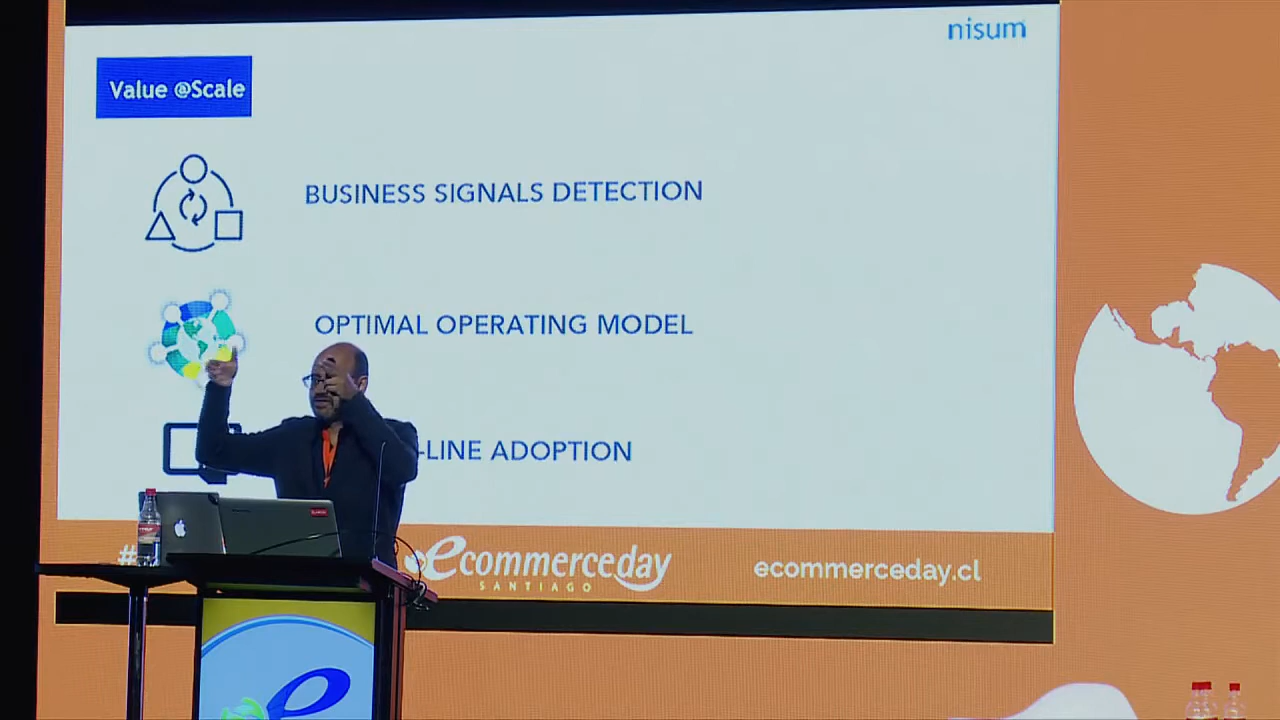 nisum
Value @Scale
BUSINESS SIGNALS DETECTION
OPTIMAL OPERATING MODEL
-LINE ADOPTION
#
ecommerceday
SANTIAGO
ecommerceday.cl
e